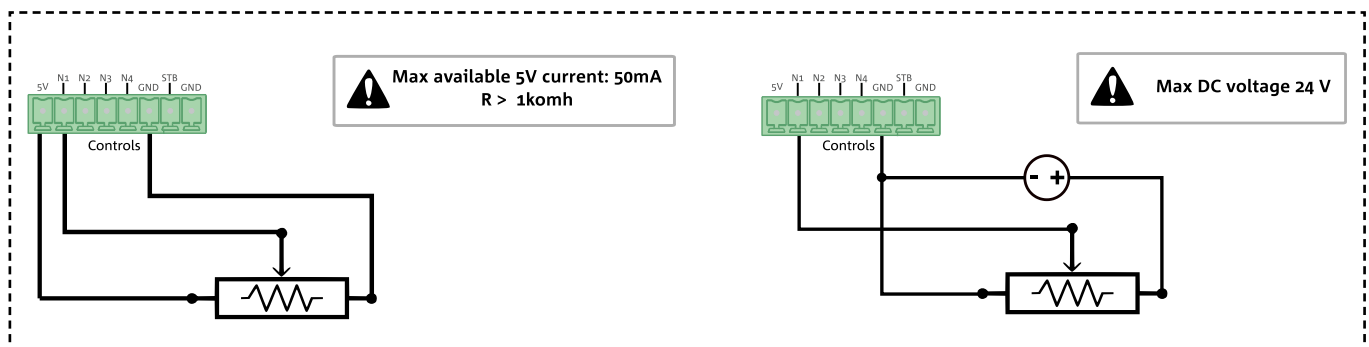 5V N1 N2 N3 N4 GND STB GND
Controls
Max available 5V current: 50mA
R > 1komh
5V N1 N2 N3 N4 GND STB GND
Controls
- +
Max DC voltage 24 V